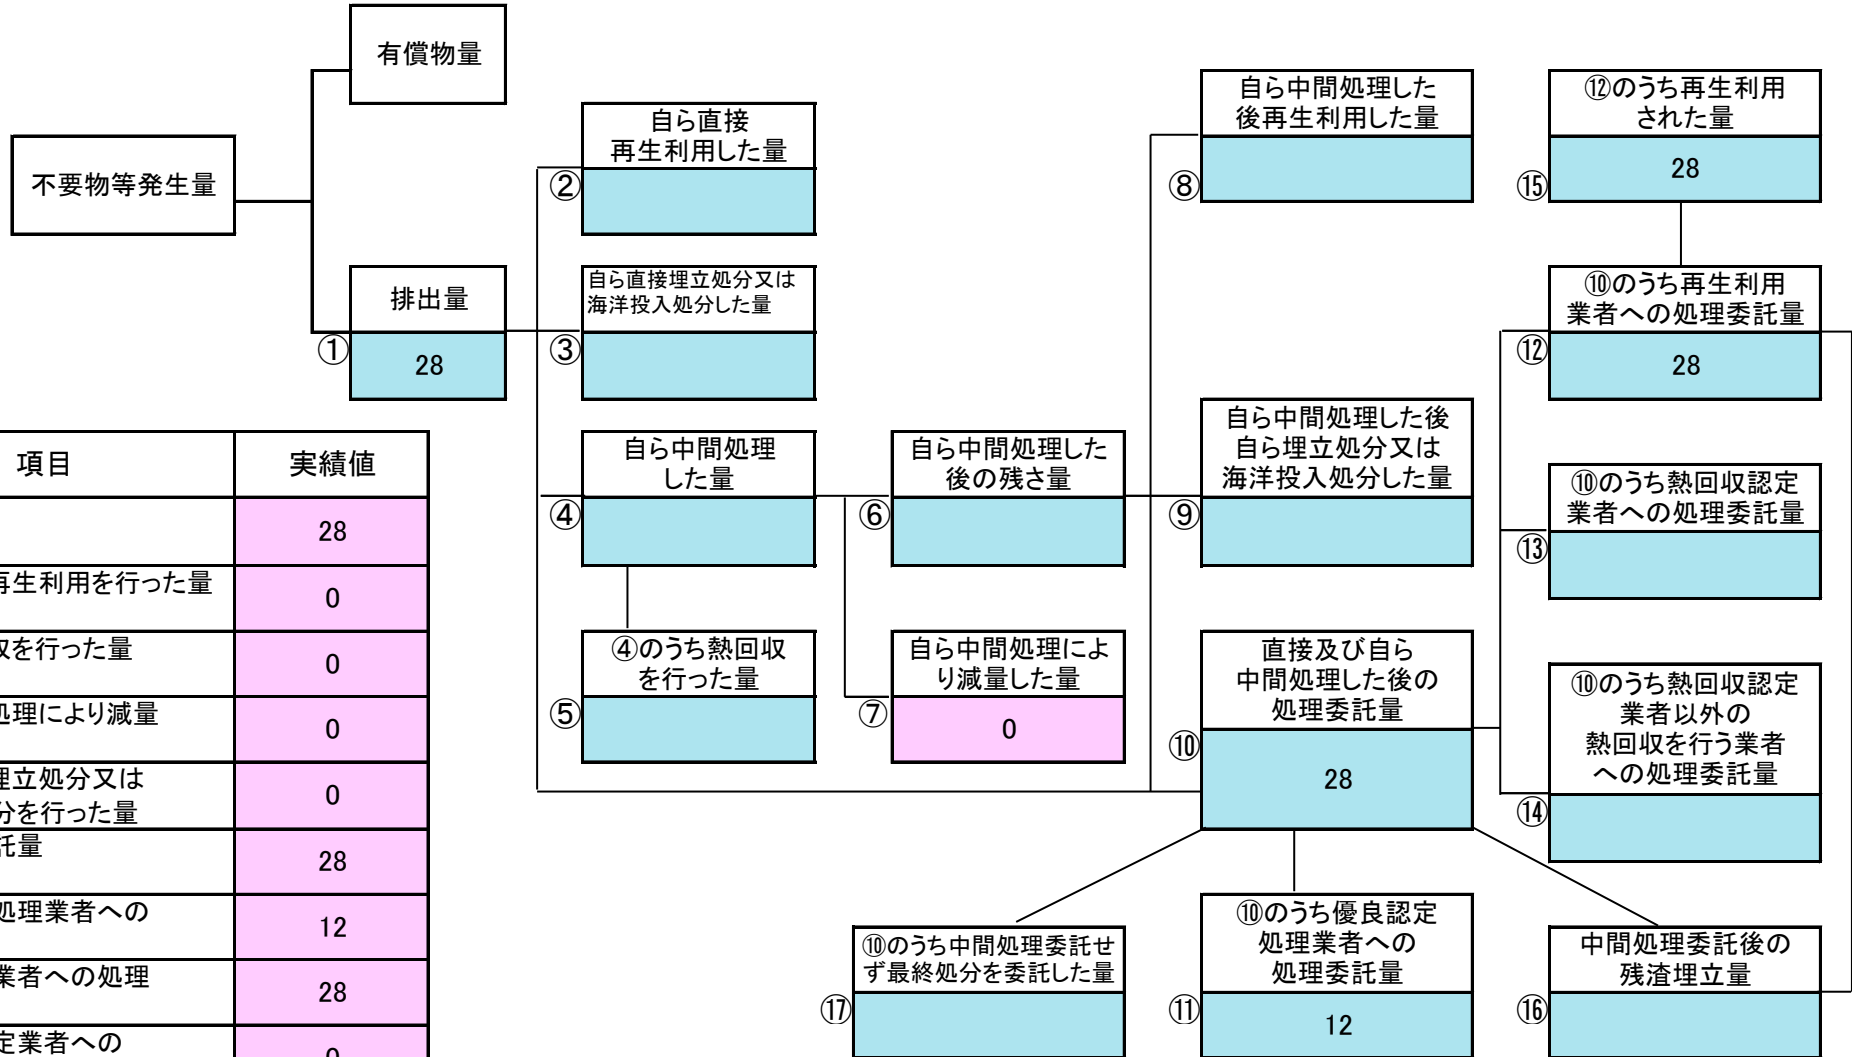 有償物量
不要物等発生量
排出量
①
28
自ら直接
再生利用した量
②
自ら直接埋立処分又は
海洋投入処分した量
③
自ら中間処理
した量
④
④のうち熱回収
を行った量
⑤
自ら中間処理した
後の残さ量
⑥
自ら中間処理によ
り減量した量
⑦
0
自ら中間処理した
後再生利用した量
⑧
自ら中間処理した後
自ら埋立処分又は
海洋投入処分した量
⑨
直接及び自ら
中間処理した後の
処理委託量
⑩
28
⑫のうち再生利用
された量
⑮
28
⑩のうち再生利用
業者への処理委託量
⑫
28
⑩のうち熱回収認定
業者への処理委託量
⑬
⑩のうち熱回収認定
業者以外の
熱回収を行う業者
への処理委託量
⑭
⑩のうち中間処理委託せ
ず最終処分を委託した量
⑰
⑩のうち優良認定
処理業者への
処理委託量
⑪
12
中間処理委託後の
残渣埋立量
⑯
項目
実績値
28
再生利用を行った量
0
を行った量
0
処理により減量
0
埋立処分又は
分を行った量
0
託量
28
処理業者への
12
業者への処理
28
定業者への
0